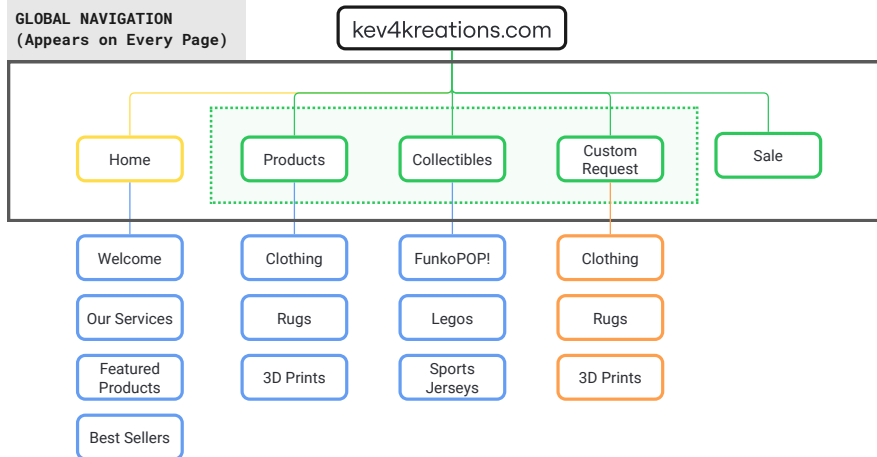 GLOBAL NAVIGATION
(Appears on Every Page)
kev4kreations.com
Home
Products
Collectibles
Custom
Request
Sale
Welcome
Clothing
FunkoPOP!
Clothing
Our Services
Rugs
Legos
Rugs
Featured
Products
3D Prints
Sports
Jerseys
3D Prints
Best Sellers